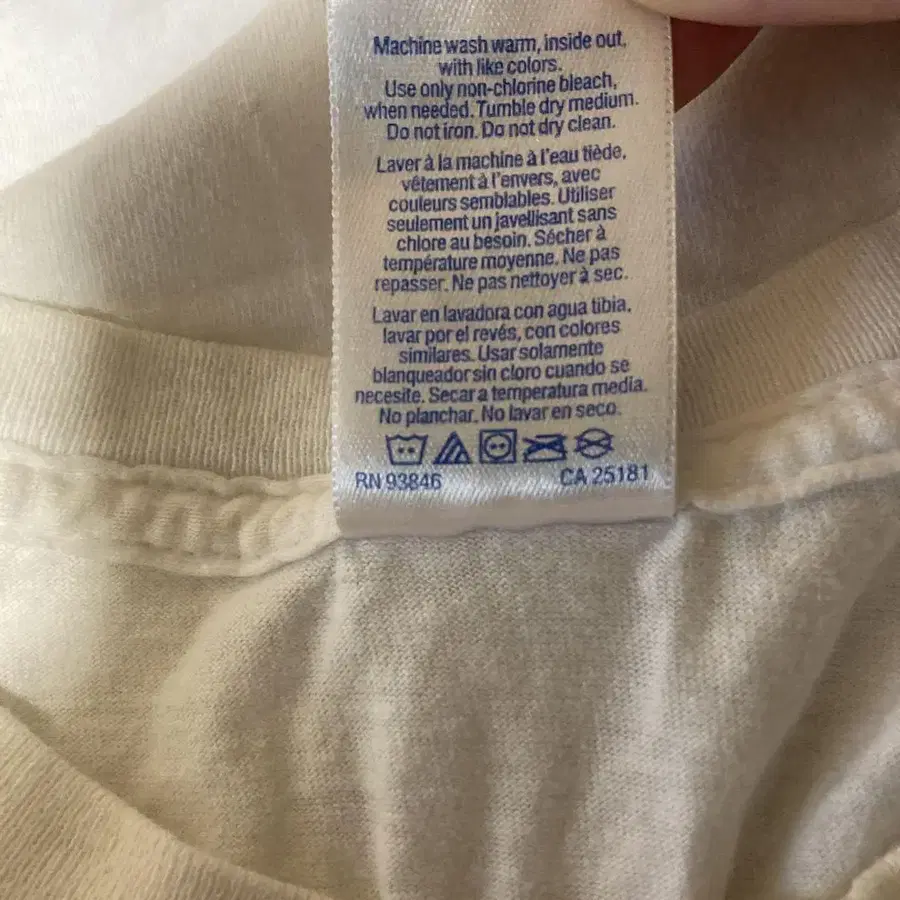 Machine wash warm, inside out,
with like colors.
Use only non-chlorine bleach,
when needed. Tumble dry medium.
Do not iron. Do not dry clean.
Laver à la machine à l'eau tiède,
vêtement à l'envers, avec
couleurs semblables. Utiliser
seulement un javellisant sans
chlore au besoin. Sécher à
température moyenne. Ne pas
repasser. Ne pas nettoyer à sec.
Lavar en lavadora con agua tibia,
lavar por el revés, con colores
similares. Usar solamente
blanqueador sin cloro cuando se
necesite. Secar a temperatura media.
No planchar. No lavar en seco.
RN 93846 CA 25181